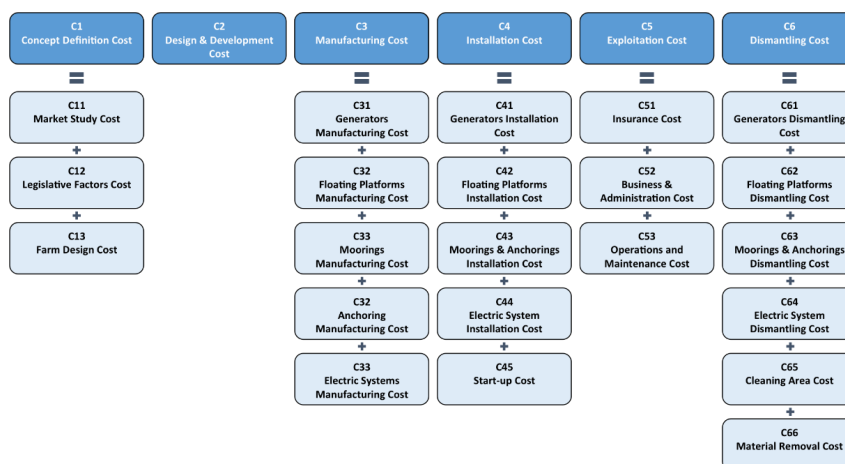 C1
Concept Definition Cost
C2
Design & Development
Cost
C3
Manufacturing Cost
C4
Installation Cost
C5
Exploitation Cost
C6
Dismantling Cost
=
=
=
=
=
C11
Market Study Cost
+
C12
Legislative Factors Cost
+
C13
Farm Design Cost
C31
Generators
Manufacturing Cost
+
C32
Floating Platforms
Manufacturing Cost
+
C33
Moorings
Manufacturing Cost
+
C32
Anchoring
Manufacturing Cost
+
C33
Electric Systems
Manufacturing Cost
C41
Generators Installation
Cost
+
C42
Floating Platforms
Installation Cost
+
C43
Moorings & Anchorings
Installation Cost
+
C44
Electric System
Installation Cost
+
C45
Start-up Cost
C51
Insurance Cost
+
C52
Business &
Administration Cost
+
C53
Operations and
Maintenance Cost
C61
Generators Dismantling
Cost
+
C62
Floating Platforms
Dismantling Cost
+
C63
Moorings & Anchorings
Dismantling Cost
+
C64
Electric System
Dismantling Cost
+
C65
Cleaning Area Cost
+
C66
Material Removal Cost